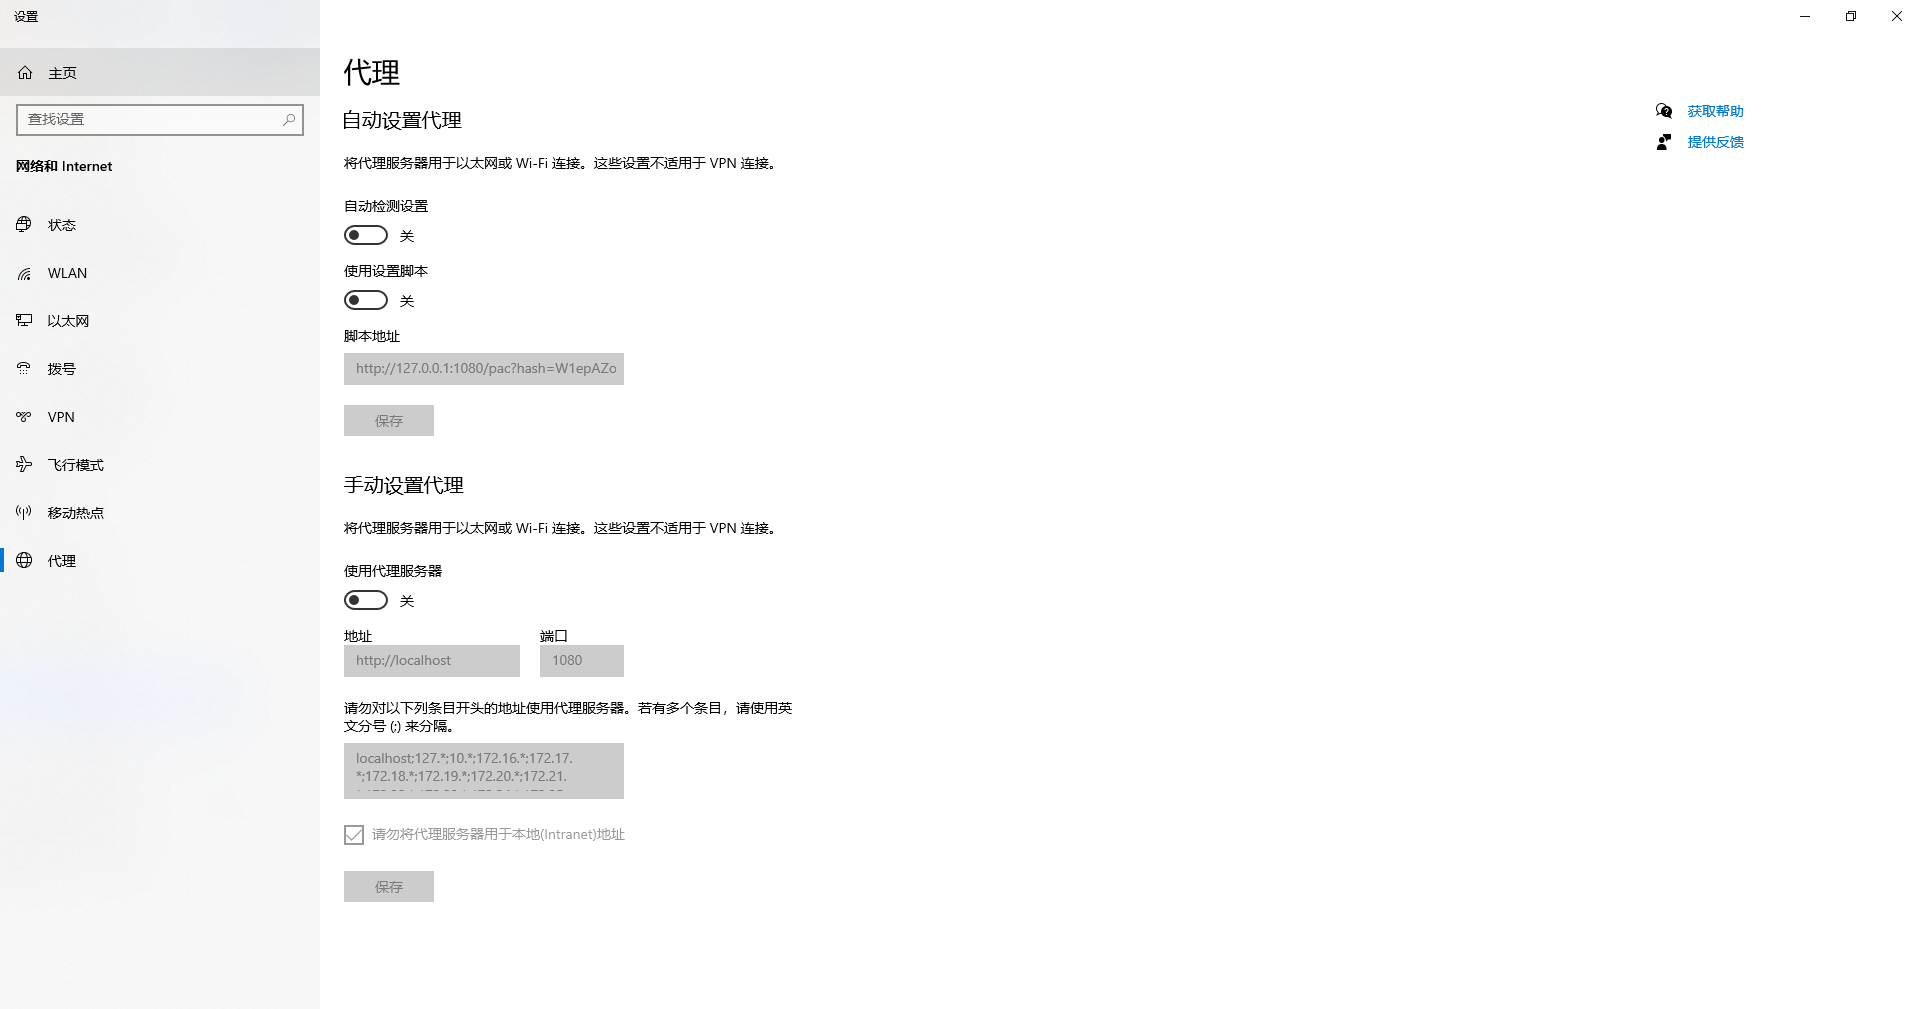 设置
主页
查找设置
网络和 Internet
状态
WLAN
以太网
拨号
VPN
飞行模式
移动热点
代理
代理
自动设置代理
将代理服务器用于以太网或 Wi-Fi 连接。这些设置不适用于 VPN 连接。
自动检测设置
关
使用设置脚本
关
脚本地址
http://127.0.0.1:1080/pac?hash=W1epAZo
保存
手动设置代理
将代理服务器用于以太网或 Wi-Fi 连接。这些设置不适用于 VPN 连接。
使用代理服务器
关
地址 端口
http://localhost 1080
请勿对以下列条目开头的地址使用代理服务器。若有多个条目，请使用英
文分号 (;) 来分隔。
localhost;127.*;10.*;172.16.*;172.17.
*;172.18.*;172.19.*;172.20.*;172.21.
请勿将代理服务器用于本地(Intranet)地址
保存
获取帮助
提供反馈